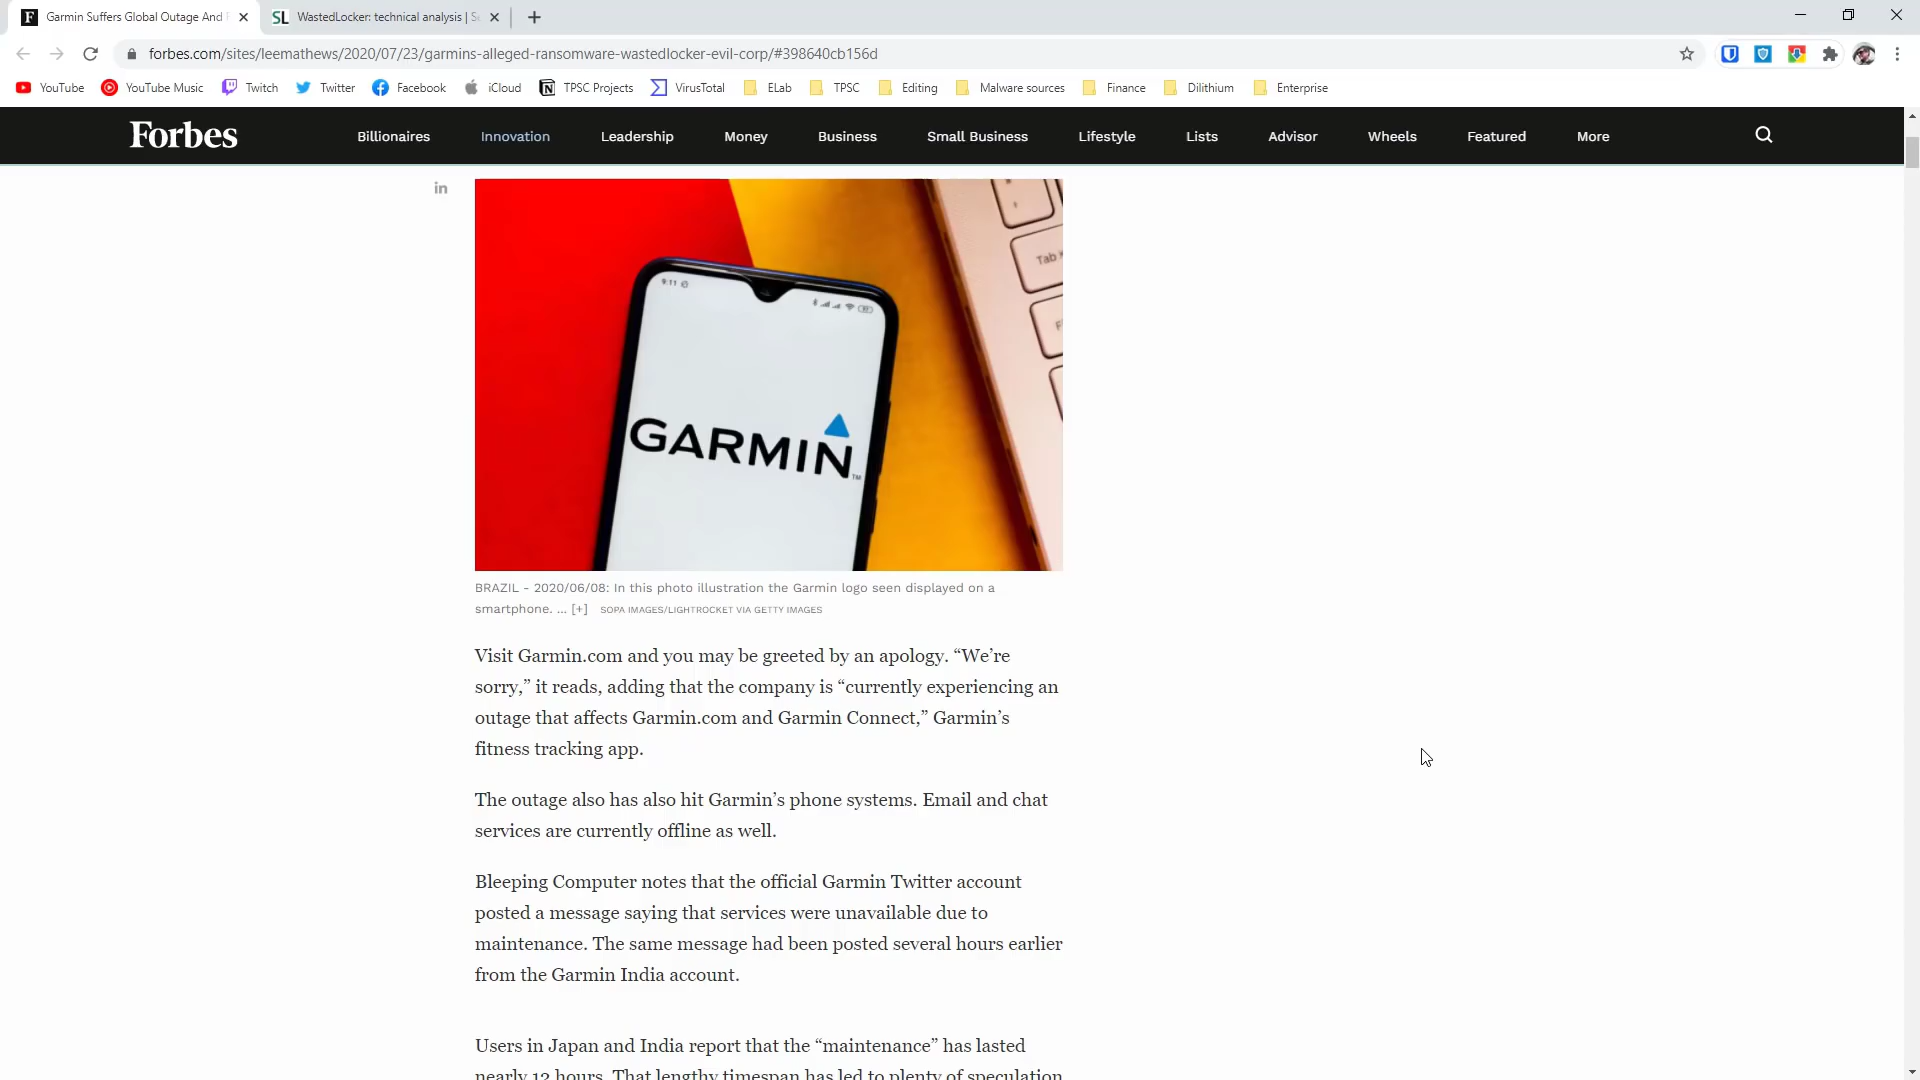 Garmin Suffers Global Outage And
WastedLocker: technical analysis |
forbes.com/sites/leemathews/2020/07/23/garmins-alleged-ransomware-wastedlocker-evil-corp/#398640cb156d
YouTube YouTube Music Twitch Twitter Facebook iCloud TPSC Projects VirusTotal ELab TPSC Editing Malware sources Finance Dilithium Enterprise
Forbes Billionaires Innovation Leadership Money Business Small Business Lifestyle Lists Advisor Wheels Featured More
in
Tab
9:11
GARMIN™
BRAZIL - 2020/06/08: In this photo illustration the Garmin logo seen displayed on a
smartphone. ... [+] SOPA IMAGES/LIGHTROCKET VIA GETTY IMAGES
Visit Garmin.com and you may be greeted by an apology. “We’re
sorry,” it reads, adding that the company is “currently experiencing an
outage that affects Garmin.com and Garmin Connect,” Garmin’s
fitness tracking app.
The outage also has also hit Garmin’s phone systems. Email and chat
services are currently offline as well.
Bleeping Computer notes that the official Garmin Twitter account
posted a message saying that services were unavailable due to
maintenance. The same message had been posted several hours earlier
from the Garmin India account.
Users in Japan and India report that the “maintenance” has lasted
nearly 12 hours. That lengthy timespan has led to plenty of speculation